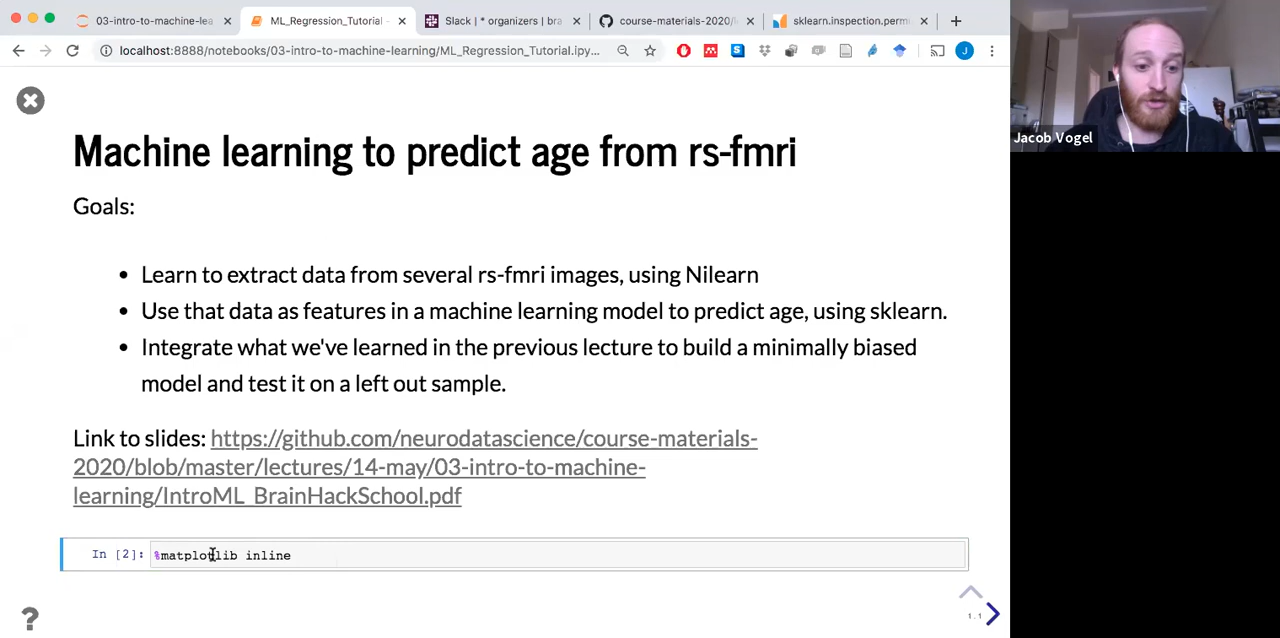 03-intro-to-machine-lea
ML_Regression_Tutorial -
Slack | * organizers | bra
course-materials-2020/
sklearn.inspection.perm
localhost:8888/notebooks/03-intro-to-machine-learning/ML_Regression_Tutorial.ipy...
J
Jacob Vogel
Machine learning to predict age from rs-fmri
Goals:
• Learn to extract data from several rs-fmri images, using Nilearn
• Use that data as features in a machine learning model to predict age, using sklearn.
• Integrate what we've learned in the previous lecture to build a minimally biased
model and test it on a left out sample.
Link to slides: https://github.com/neurodatascience/course-materials-
2020/blob/master/lectures/14-may/03-intro-to-machine-
learning/IntroML_BrainHackSchool.pdf
In [2]: %matplotlib inline
?
1.1